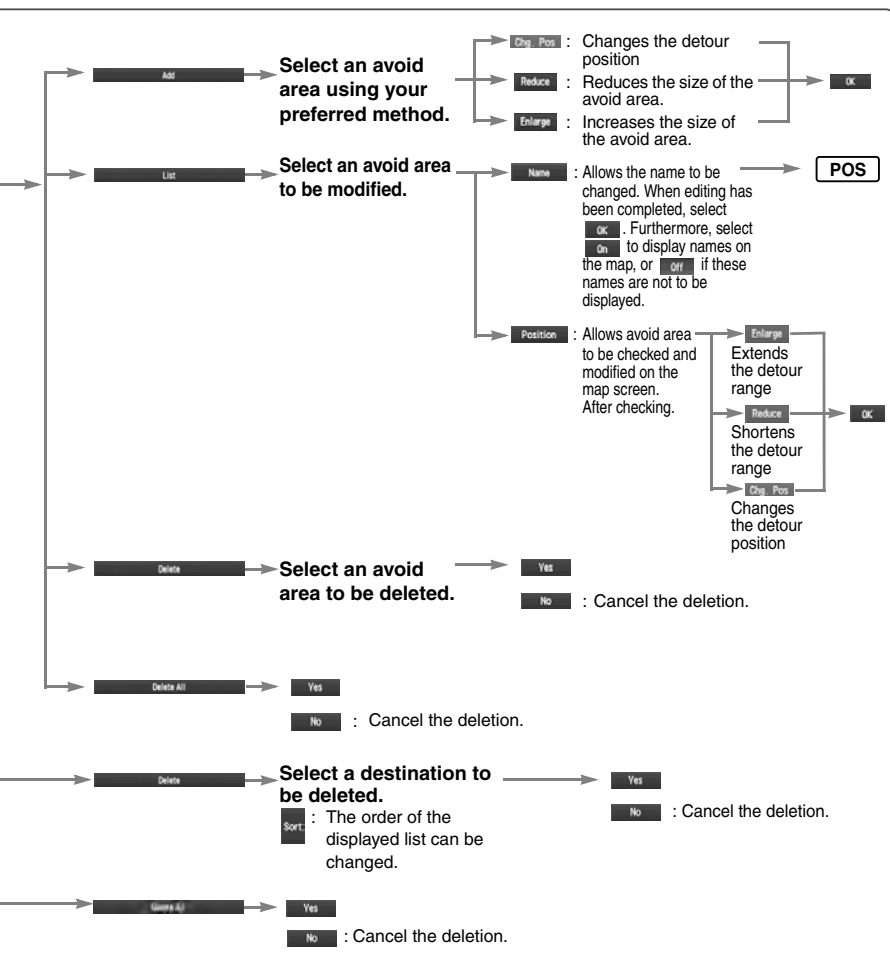 Add
Select an avoid
area using your
preferred method.
Chg. Pos : Changes the detour
position
Reduce : Reduces the size of the
avoid area.
Enlarge : Increases the size of
the avoid area.
OK
List
Select an avoid area
to be modified.
Name : Allows the name to be
changed. When editing has
been completed, select
OK . Furthermore, select
On to display names on
the map, or Off if these
names are not to be
displayed.
POS
Position : Allows avoid area
to be checked and
modified on the
map screen.
After checking.
Enlarge
Extends
the detour
range
Reduce
Shortens
the detour
range
Chg. Pos
Changes
the detour
position
OK
Delete
Select an avoid
area to be deleted.
Yes
No : Cancel the deletion.
Delete All
Yes
No : Cancel the deletion.
Delete
Select a destination to
be deleted.
Sort: : The order of the
displayed list can be
changed.
Yes
No : Cancel the deletion.
Yes
No : Cancel the deletion.